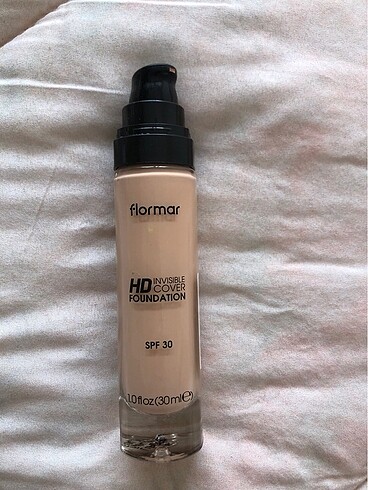 flormar
HD INVISIBLE
COVER
FOUNDATION
SPF 30
1.0 fl oz (30 ml ℮)